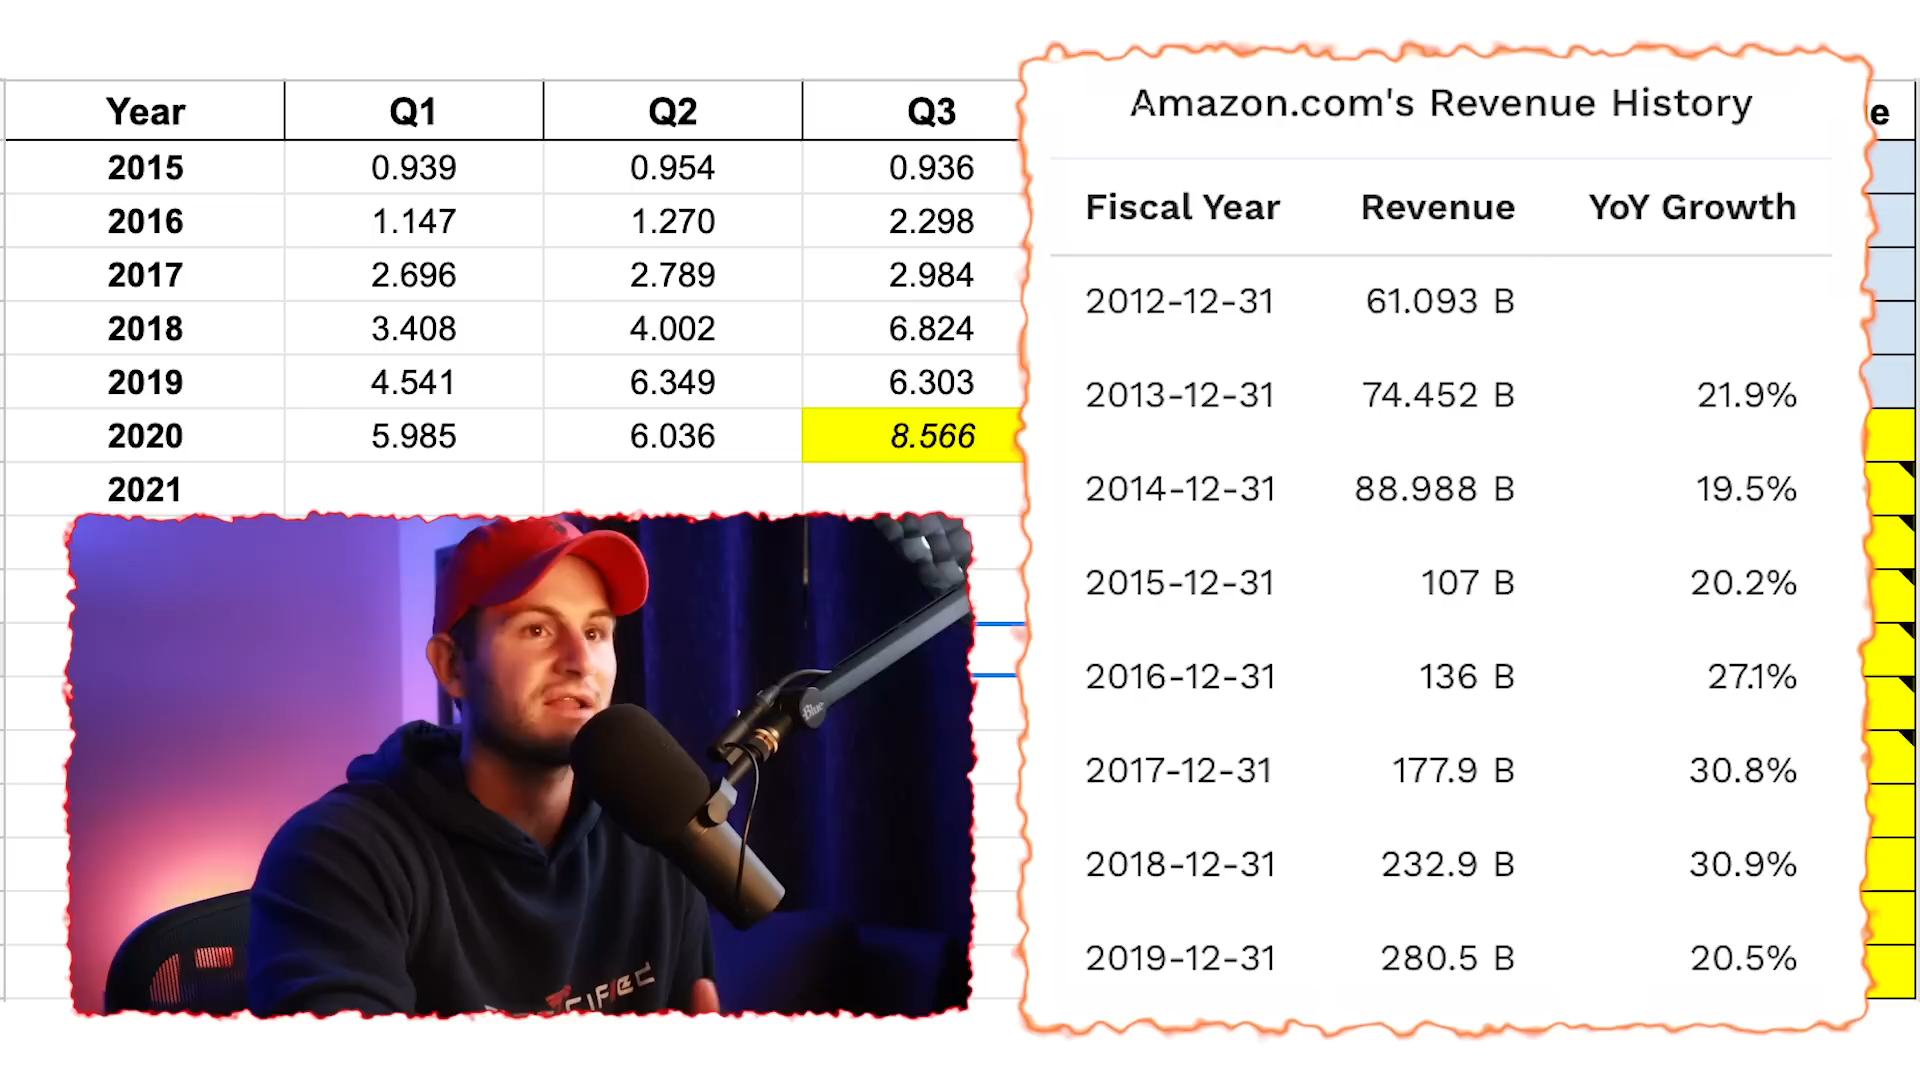 Year Q1 Q2 Q3
2015 0.939 0.954 0.936
2016 1.147 1.270 2.298
2017 2.696 2.789 2.984
2018 3.408 4.002 6.824
2019 4.541 6.349 6.303
2020 5.985 6.036 8.566
2021
Amazon.com's Revenue History
Fiscal Year Revenue YoY Growth
2012-12-31 61.093 B
2013-12-31 74.452 B 21.9%
2014-12-31 88.988 B 19.5%
2015-12-31 107 B 20.2%
2016-12-31 136 B 27.1%
2017-12-31 177.9 B 30.8%
2018-12-31 232.9 B 30.9%
2019-12-31 280.5 B 20.5%
e
Blue